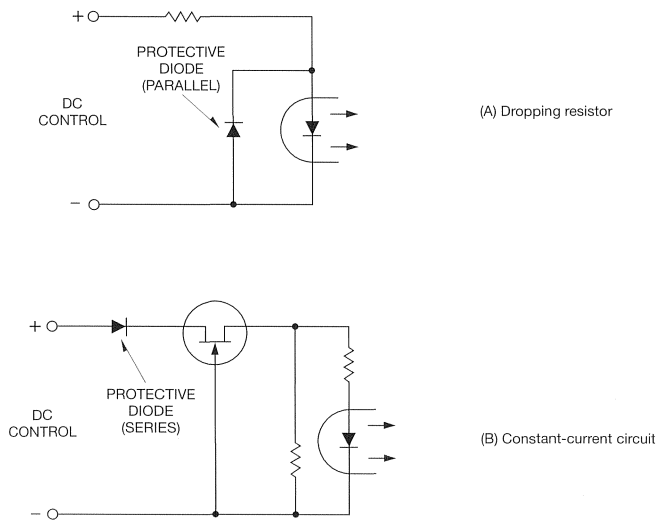 +
PROTECTIVE
DIODE
(PARALLEL)
DC
CONTROL
(A) Dropping resistor
−
+
PROTECTIVE
DIODE
(SERIES)
DC
CONTROL
(B) Constant-current circuit
−